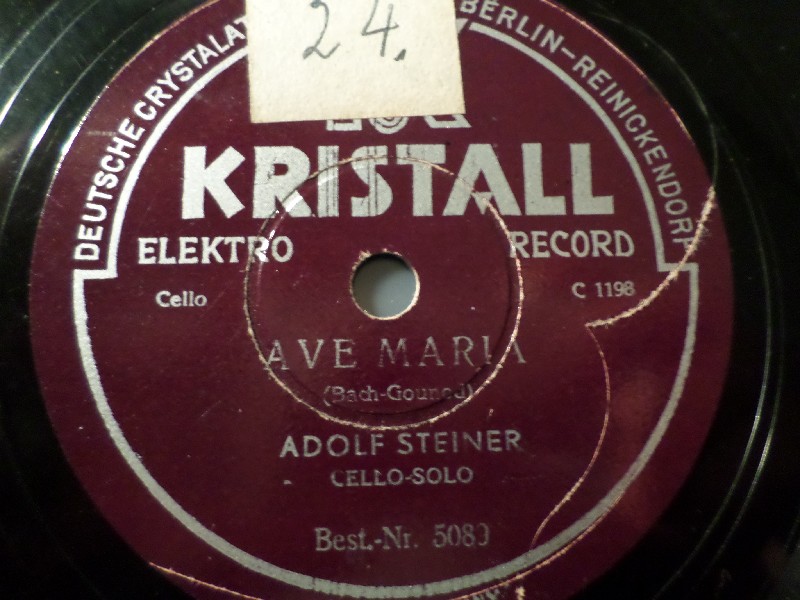 24.
DEUTSCHE BERLIN-REINICKENDORF
KRISTALL
ELEKTRO RECORD
Cello C 1198
AVE MARIA
(Bach-Gounod)
ADOLF STEINER
CELLO-SOLO
Best.-Nr.